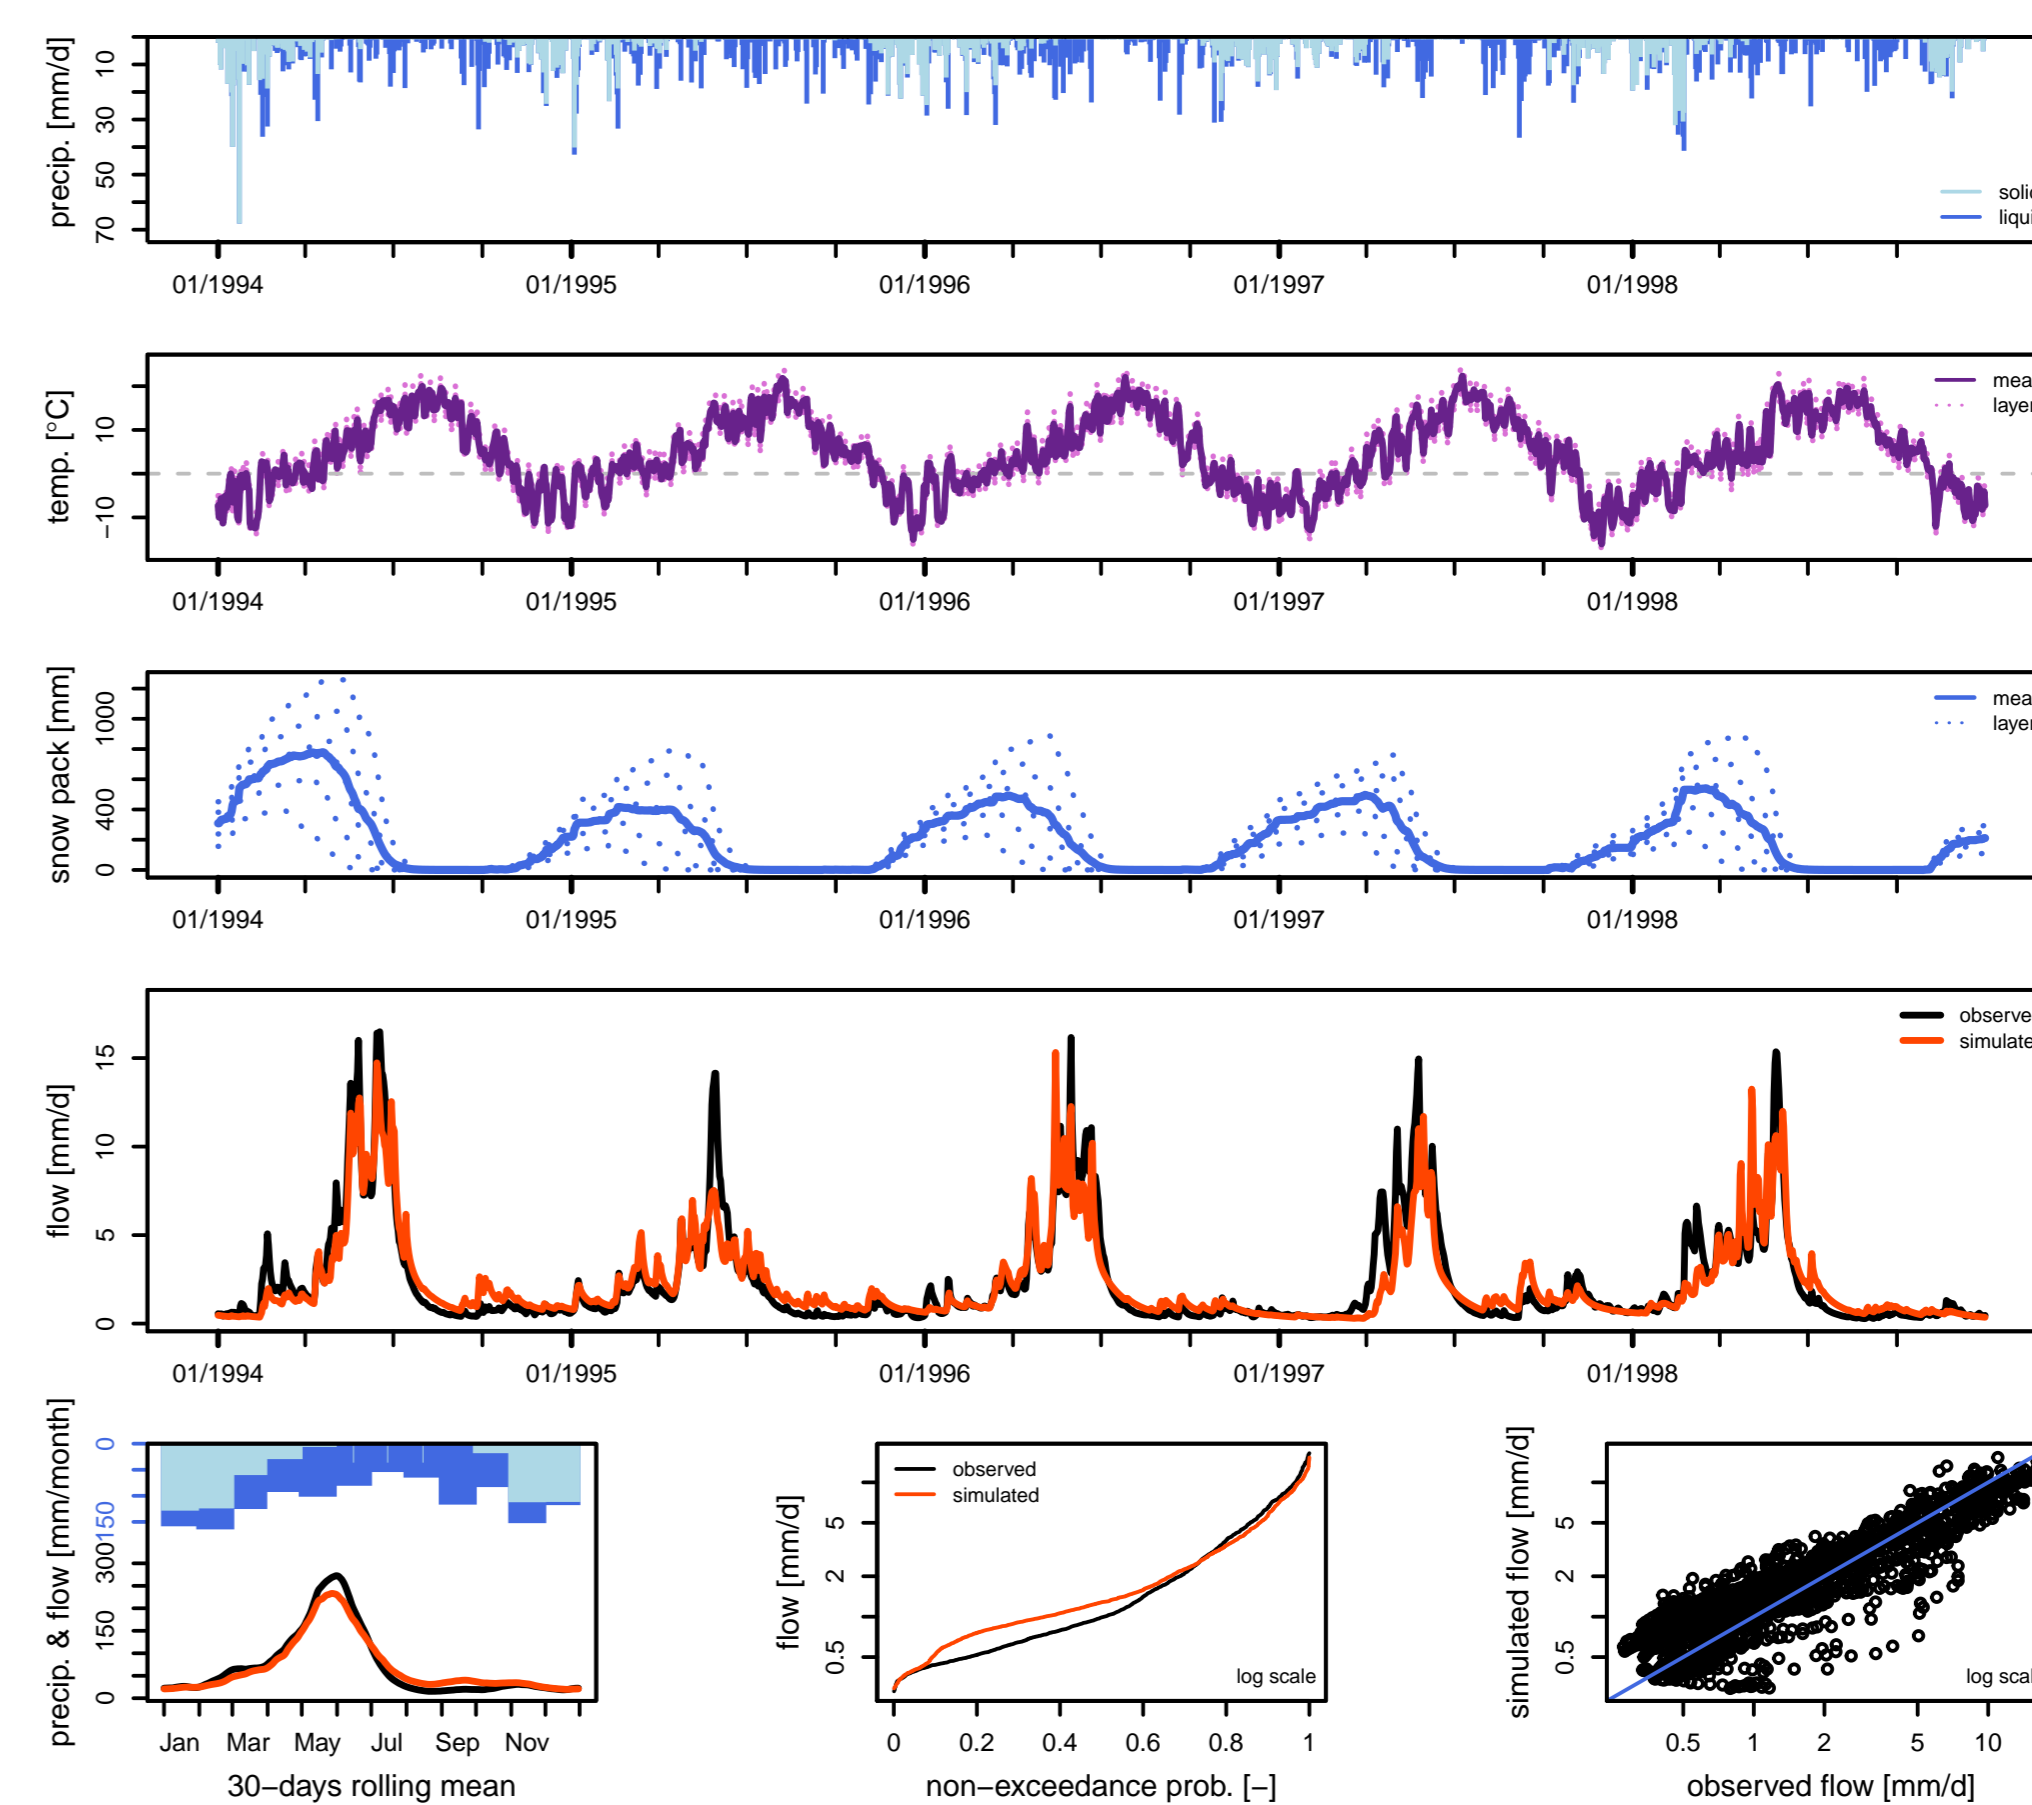 precip. [mm/d]
10
30
50
70
soli
liqui
01/1994 01/1995 01/1996 01/1997 01/1998
temp. [°C]
10
−10
mea
layer
01/1994 01/1995 01/1996 01/1997 01/1998
snow pack [mm]
1000
400
0
mea
layer
01/1994 01/1995 01/1996 01/1997 01/1998
flow [mm/d]
15
10
5
0
observe
simulate
01/1994 01/1995 01/1996 01/1997 01/1998
precip. & flow [mm/month]
0
150
300
150
0
Jan Mar May Jul Sep Nov
30−days rolling mean
flow [mm/d]
5
2
0.5
observed
simulated
log scale
0 0.2 0.4 0.6 0.8 1
non−exceedance prob. [−]
simulated flow [mm/d]
5
2
0.5
log scal
0.5 1 2 5 10
observed flow [mm/d]